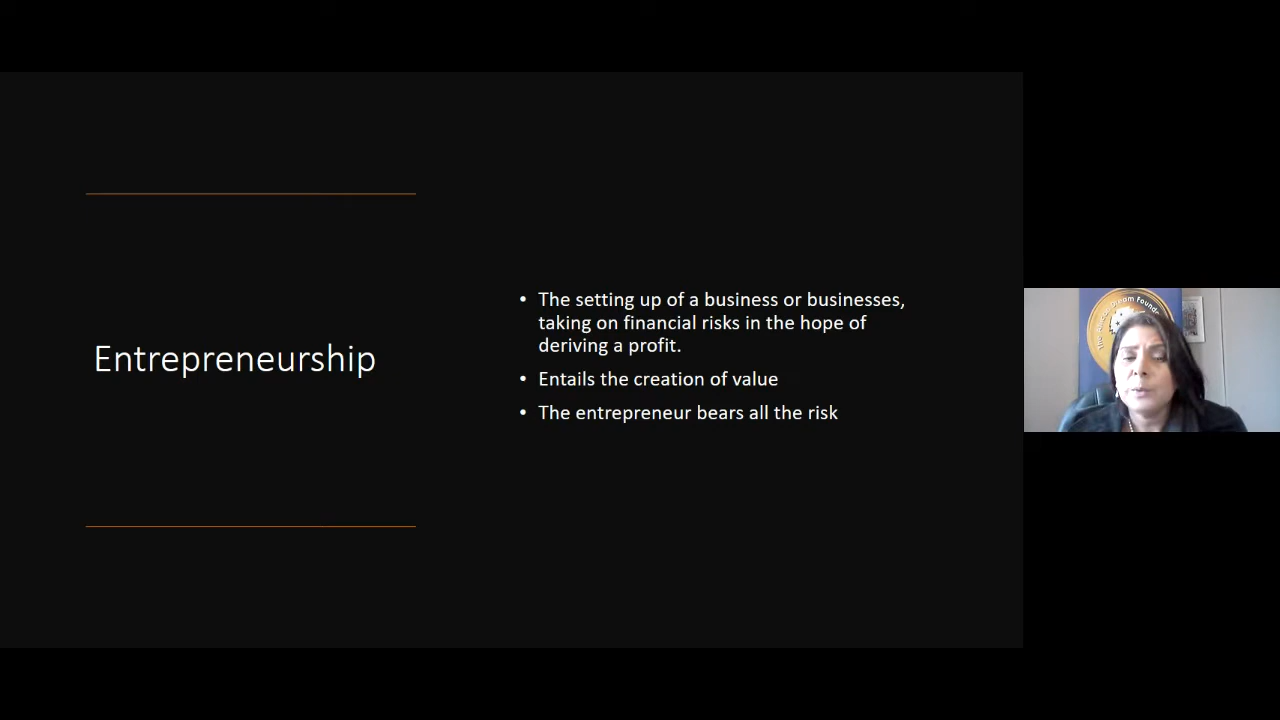 Entrepreneurship
• The setting up of a business or businesses,
taking on financial risks in the hope of
deriving a profit.
• Entails the creation of value
• The entrepreneur bears all the risk
Dream